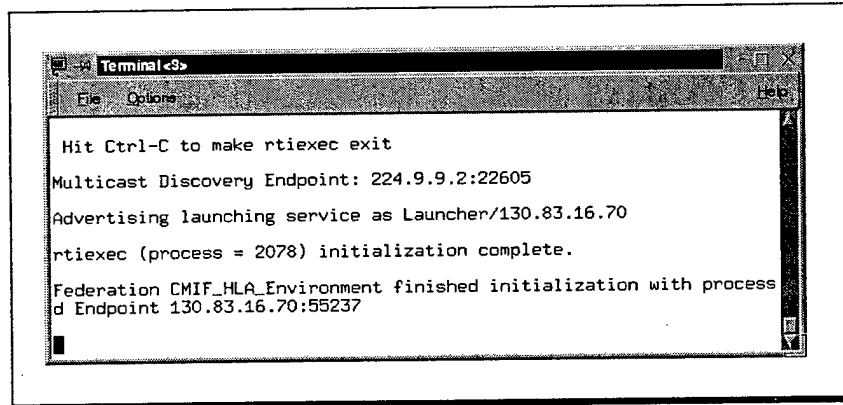 Terminal <3>
File Options Help
Hit Ctrl-C to make rtiexec exit
Multicast Discovery Endpoint: 224.9.9.2:22605
Advertising launching service as Launcher/130.83.16.70
rtiexec (process = 2078) initialization complete.
Federation CMIF_HLA_Environment finished initialization with process
d Endpoint 130.83.16.70:55237